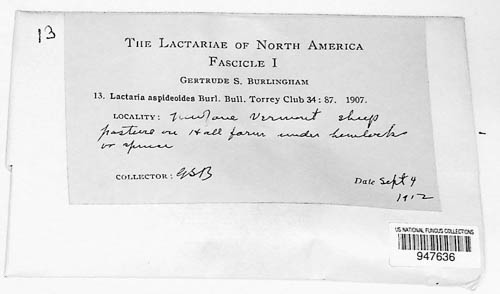 13
THE LACTARIAE OF NORTH AMERICA
FASCICLE I
GERTRUDE S. BURLINGHAM
13. Lactaria aspideoides Burl. Bull. Torrey Club 34: 87. 1907.
LOCALITY: Newfane Vermont sheep
pasture on Hall farm under hemlocks
or spruce
COLLECTOR: GSB
Date Sept 4
1912
US NATIONAL FUNGUS COLLECTIONS
947636